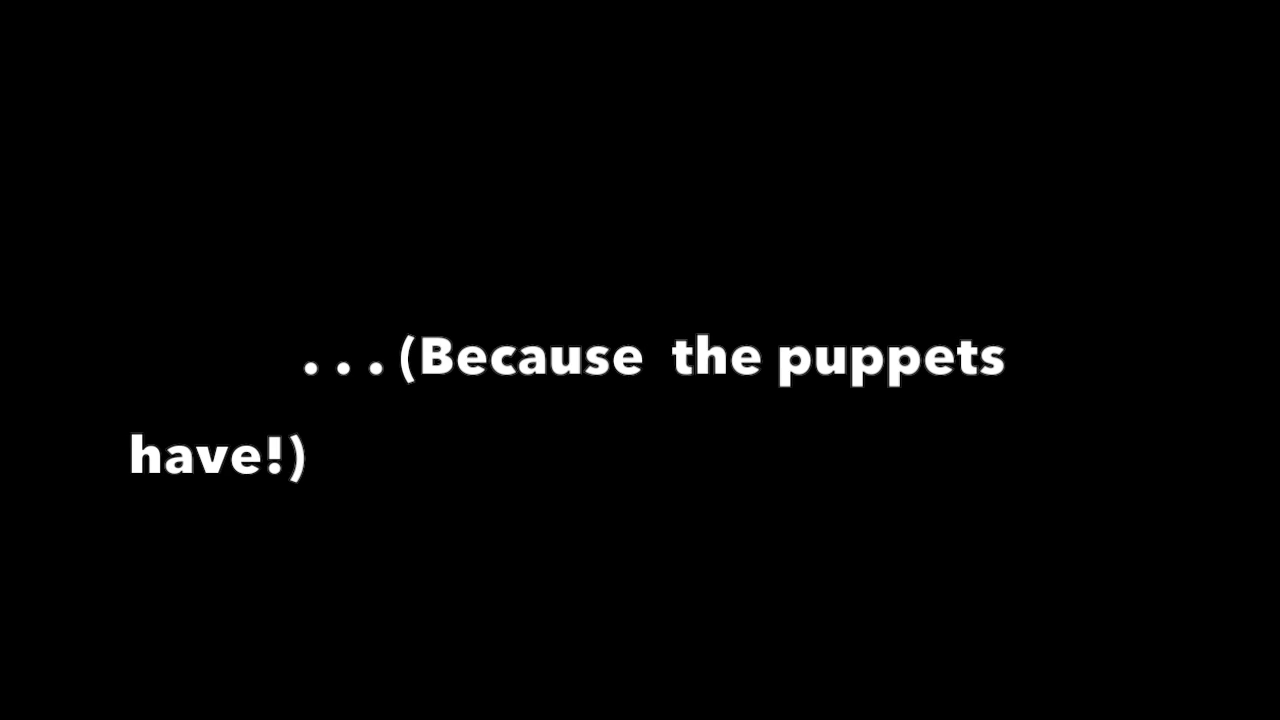 . . . (Because  the puppets
have!)